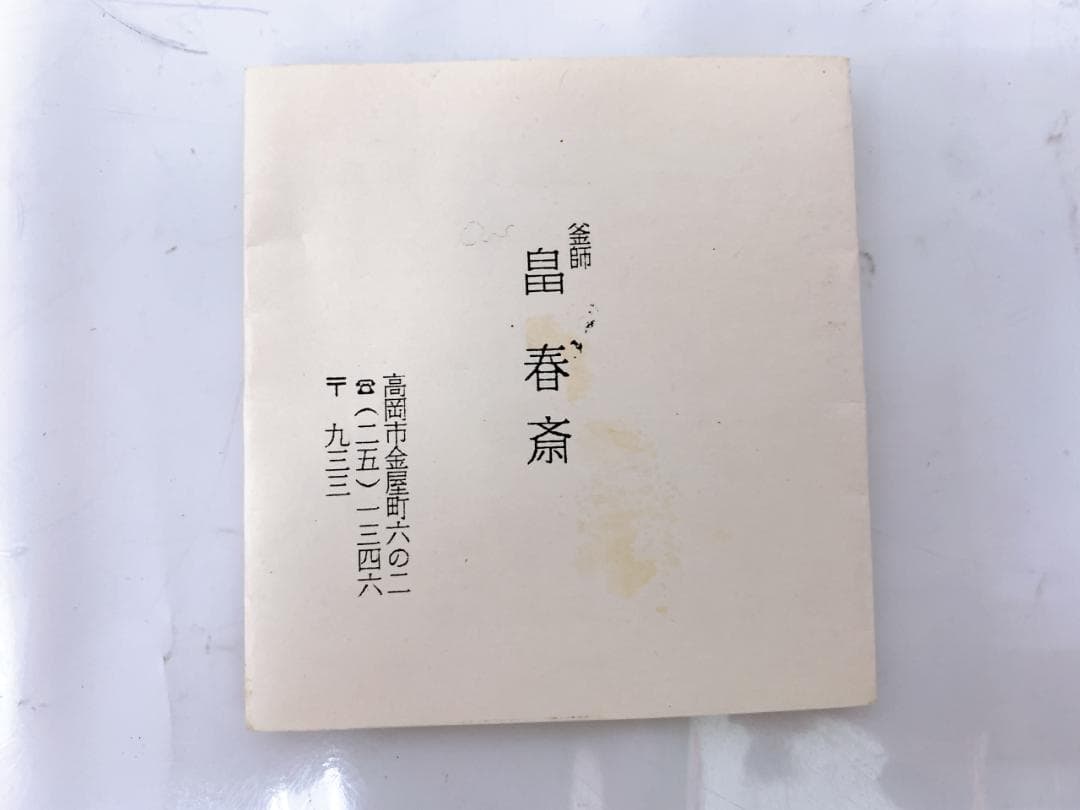 釜師
畠春斎
高岡市金屋町六の二
☎(二五)一三四六
〒九三三